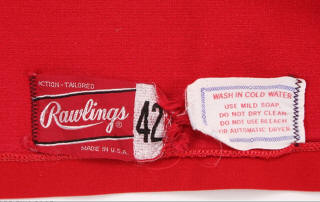 ACTION-TAILORED
Rawlings®
MADE IN U.S.A.
42
WASH IN COLD WATER
USE MILD SOAP,
DO NOT DRY CLEAN
DO NOT USE BLEACH
OR AUTOMATIC DRYER